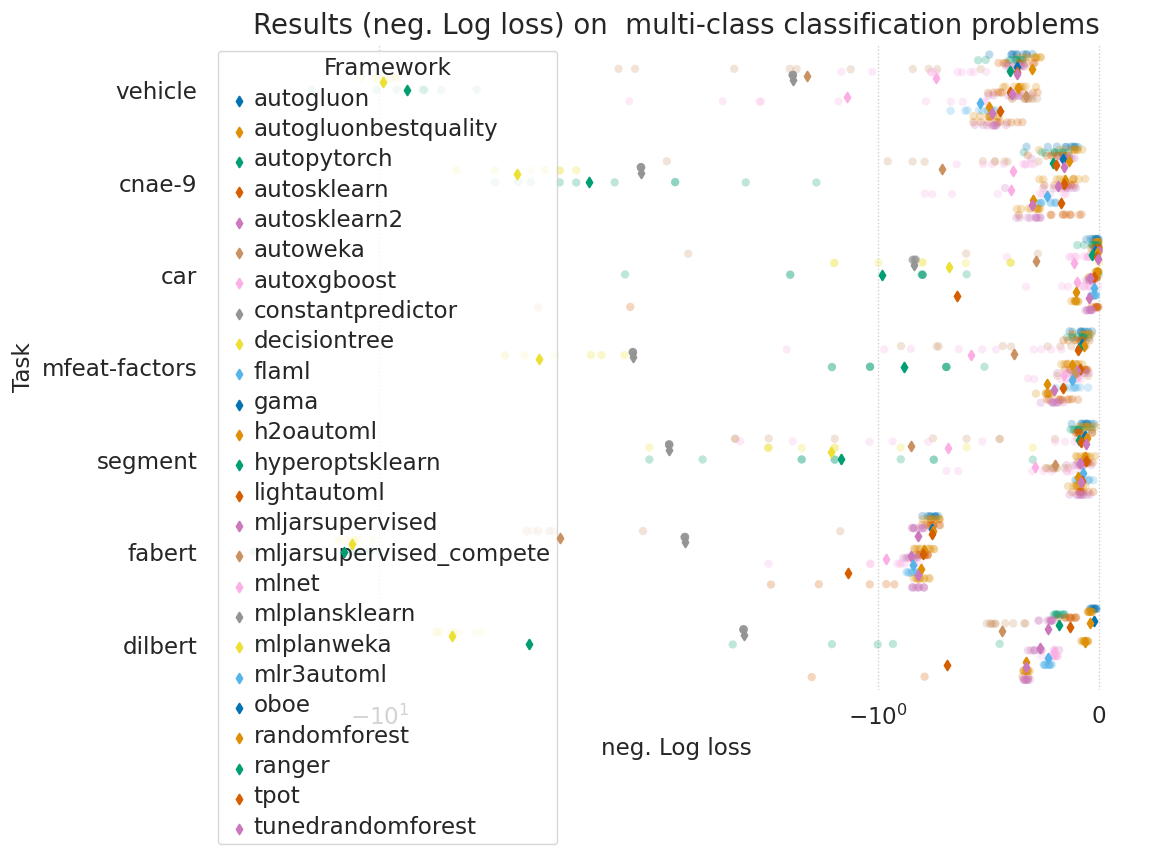 Results (neg. Log loss) on  multi-class classification problems
Framework
autogluon
autogluonbestquality
autopytorch
autosklearn
autosklearn2
autoweka
autoxgboost
constantpredictor
decisiontree
flaml
gama
h2oautoml
hyperoptsklearn
lightautoml
mljarsupervised
mljarsupervised_compete
mlnet
mlplansklearn
mlplanweka
mlr3automl
oboe
randomforest
ranger
tpot
tunedrandomforest
Task
vehicle
cnae-9
car
mfeat-factors
segment
fabert
dilbert
−10¹
−10⁰
0
neg. Log loss